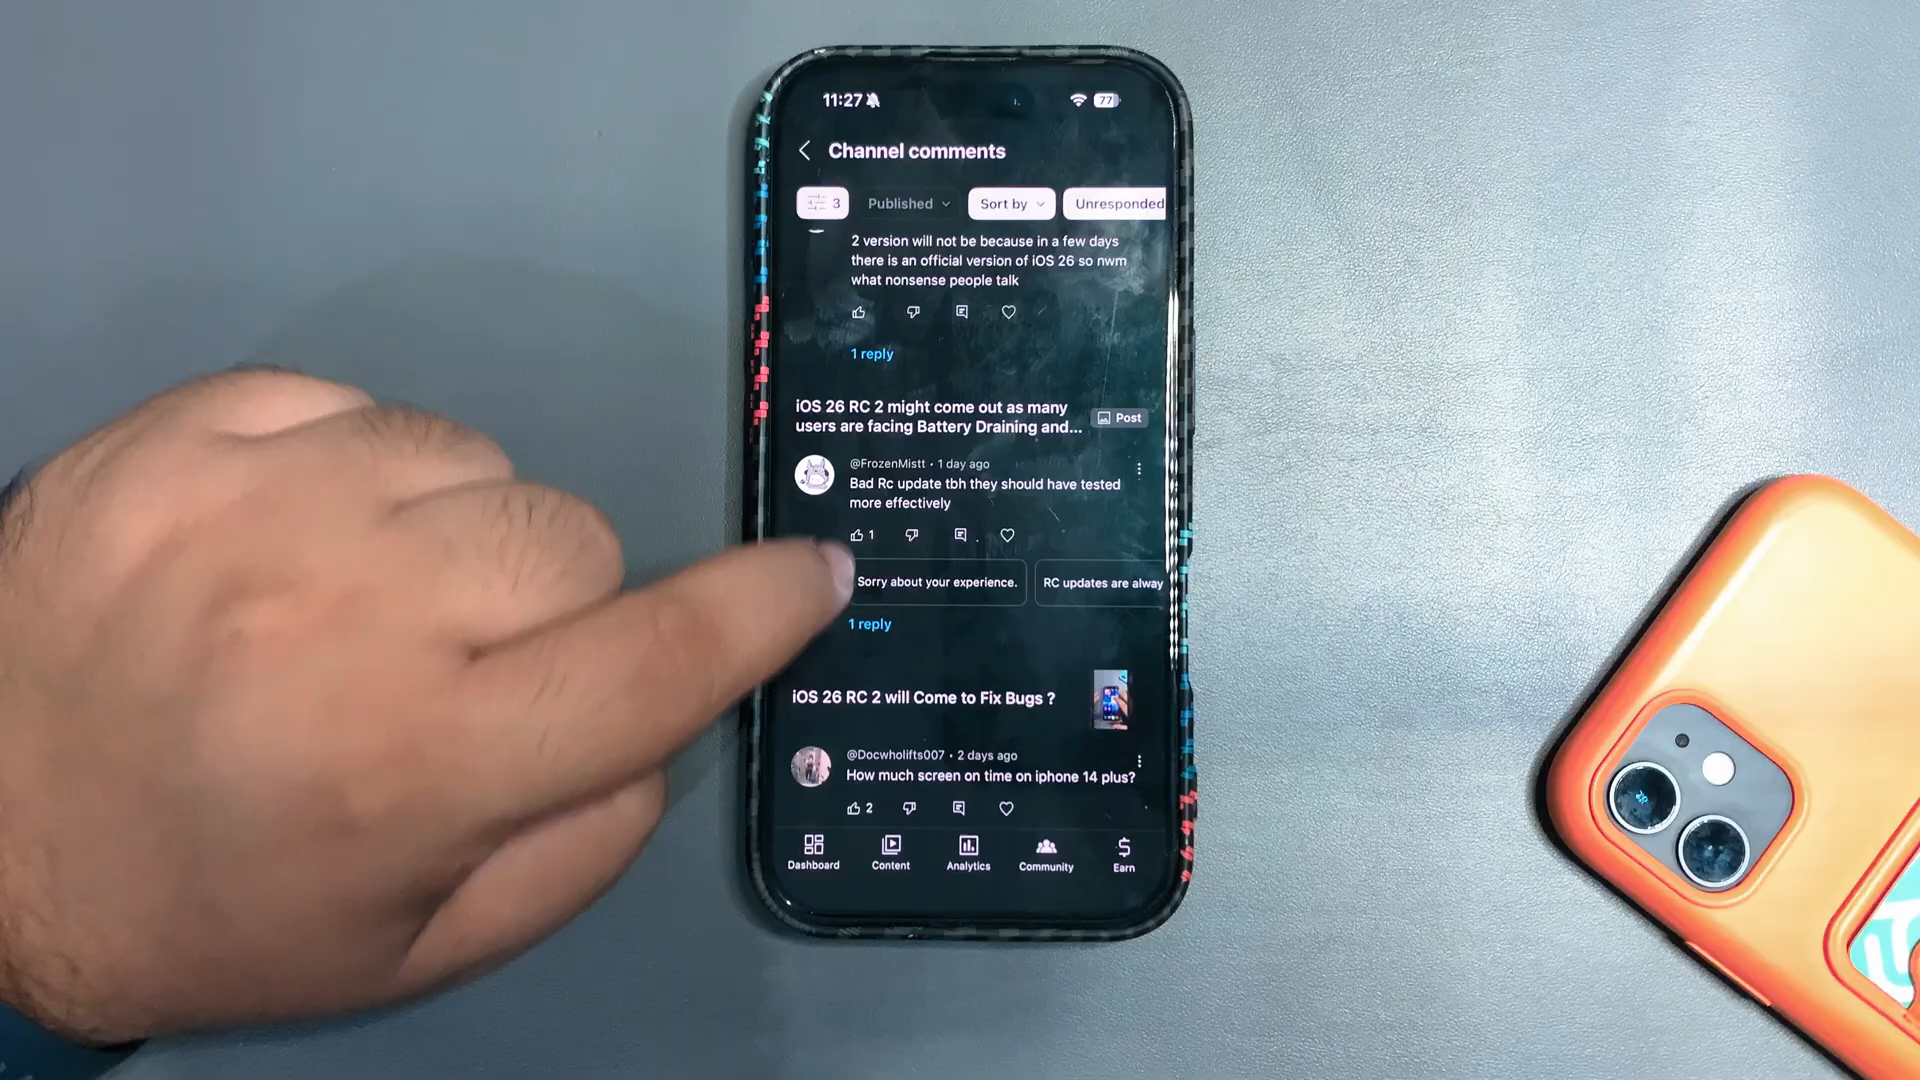 11:27
77
Channel comments
3
Published
Sort by
Unresponded
2 version will not be because in a few days
there is an official version of iOS 26 so nwm
what nonsense people talk
1 reply
iOS 26 RC 2 might come out as many
users are facing Battery Draining and...
Post
@FrozenMistt • 1 day ago
Bad Rc update tbh they should have tested
more effectively
1
Sorry about your experience.
RC updates are alway
1 reply
iOS 26 RC 2 will Come to Fix Bugs ?
@Docwholifts007 • 2 days ago
How much screen on time on iphone 14 plus?
2
Dashboard
Content
Analytics
Community
Earn